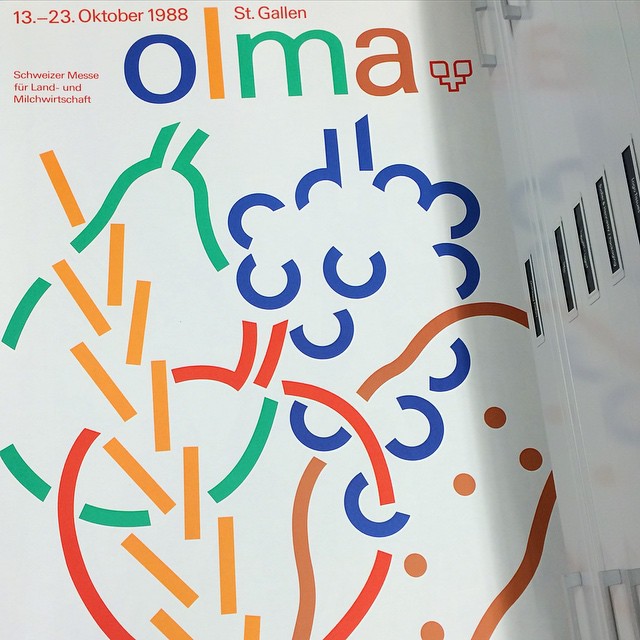 13.–23. Oktober 1988 St. Gallen
olma
Schweizer Messe
für Land- und
Milchwirtschaft